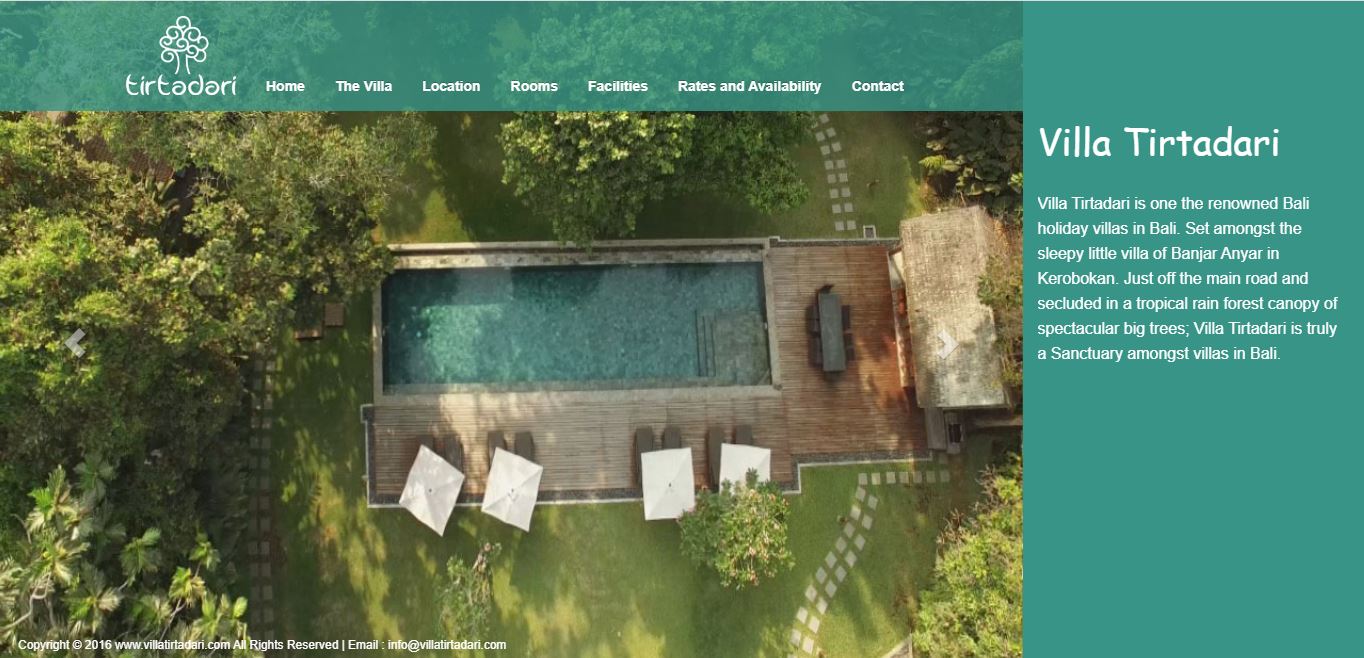 tirtadari
Home The Villa Location Rooms Facilities Rates and Availability Contact
Villa Tirtadari
Villa Tirtadari is one the renowned Bali
holiday villas in Bali. Set amongst the
sleepy little villa of Banjar Anyar in
Kerobokan. Just off the main road and
secluded in a tropical rain forest canopy of
spectacular big trees; Villa Tirtadari is truly
a Sanctuary amongst villas in Bali.
Copyright © 2016 www.villatirtadari.com All Rights Reserved | Email : info@villatirtadari.com